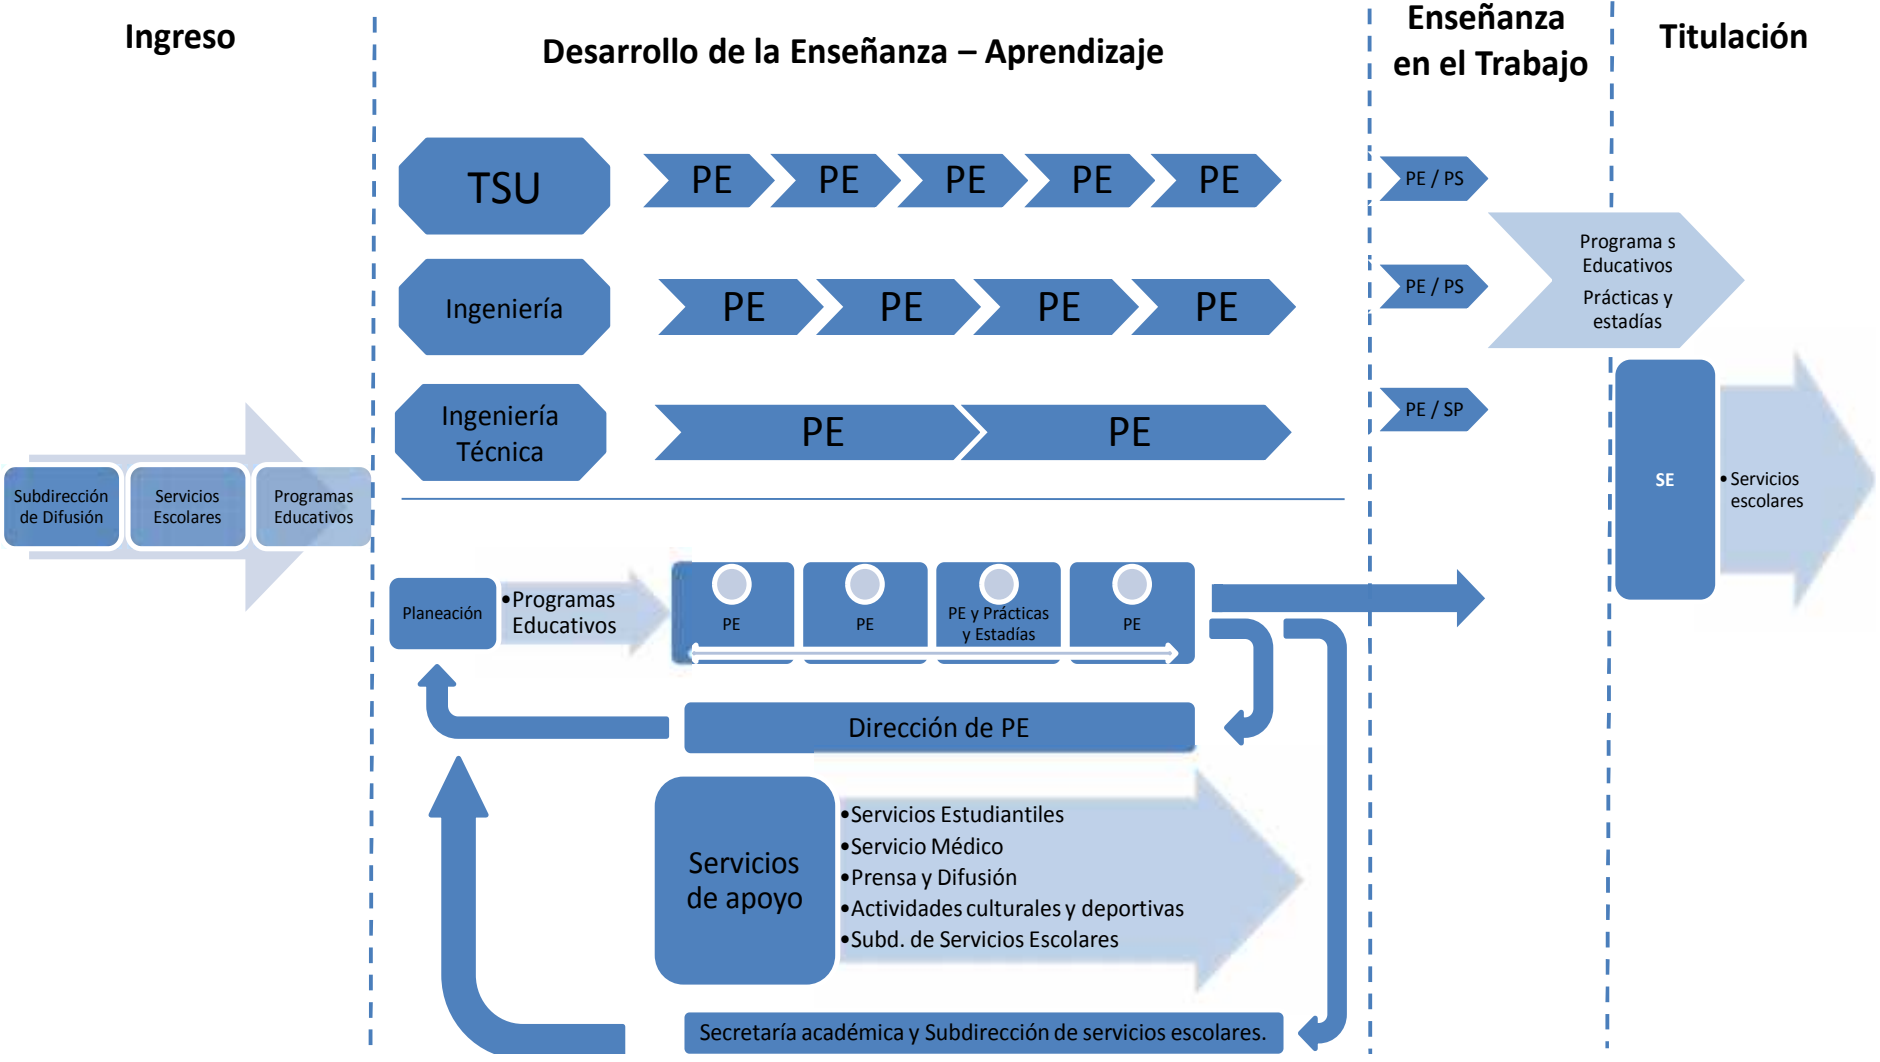 Ingreso
Desarrollo de la Enseñanza – Aprendizaje
Enseñanza
en el Trabajo
Titulación
TSU
PE
PE
PE
PE
PE
PE / PS
Ingeniería
PE
PE
PE
PE
PE / PS
Programa s
Educativos
Prácticas y
estadías
Ingeniería
Técnica
PE
PE
PE / SP
Subdirección
de Difusión
Servicios
Escolares
Programas
Educativos
SE
•Servicios
escolares
Planeación
•Programas
Educativos
PE
PE
PE y Prácticas
y Estadías
PE
Dirección de PE
Servicios
de apoyo
•Servicios Estudiantiles
•Servicio Médico
•Prensa y Difusión
•Actividades culturales y deportivas
•Subd. de Servicios Escolares
Secretaría académica y Subdirección de servicios escolares.